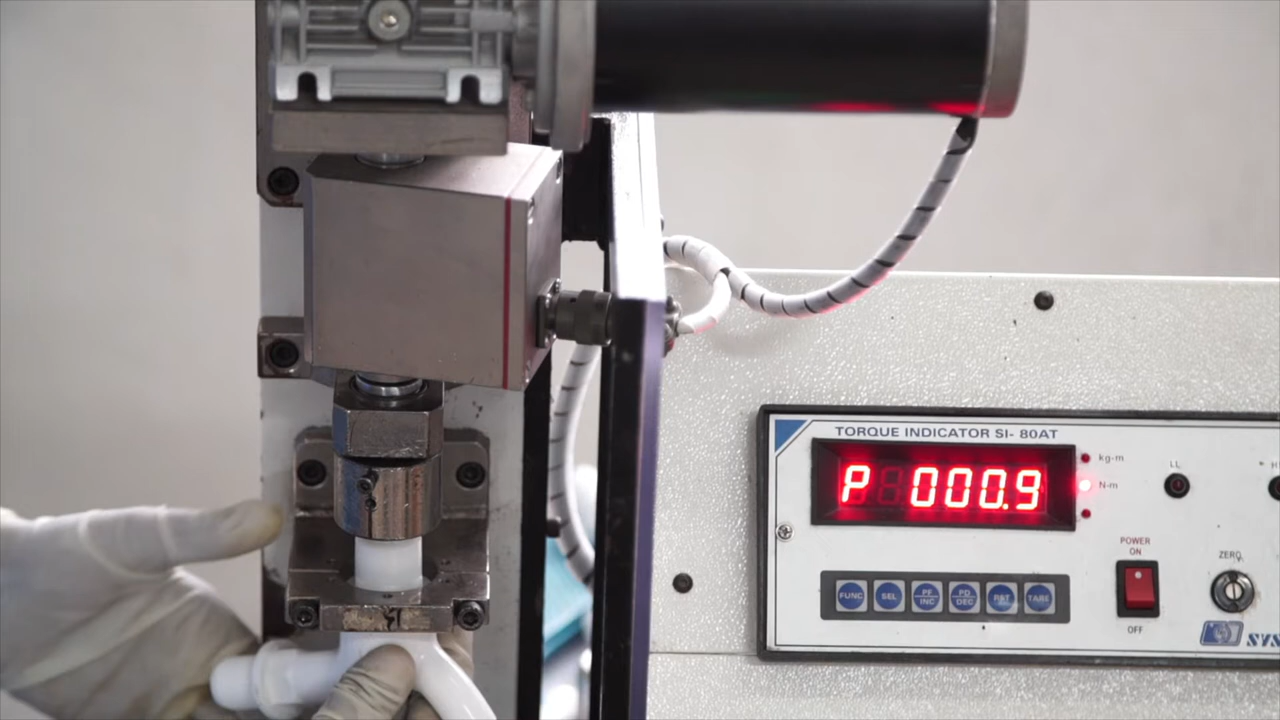 TORQUE INDICATOR SI- 80AT
P 000.9
kg-m
N-m
LL
POWER
ON
OFF
ZERO
FUNC
SEL
PF
INC
PD
DEC
RST
TARE